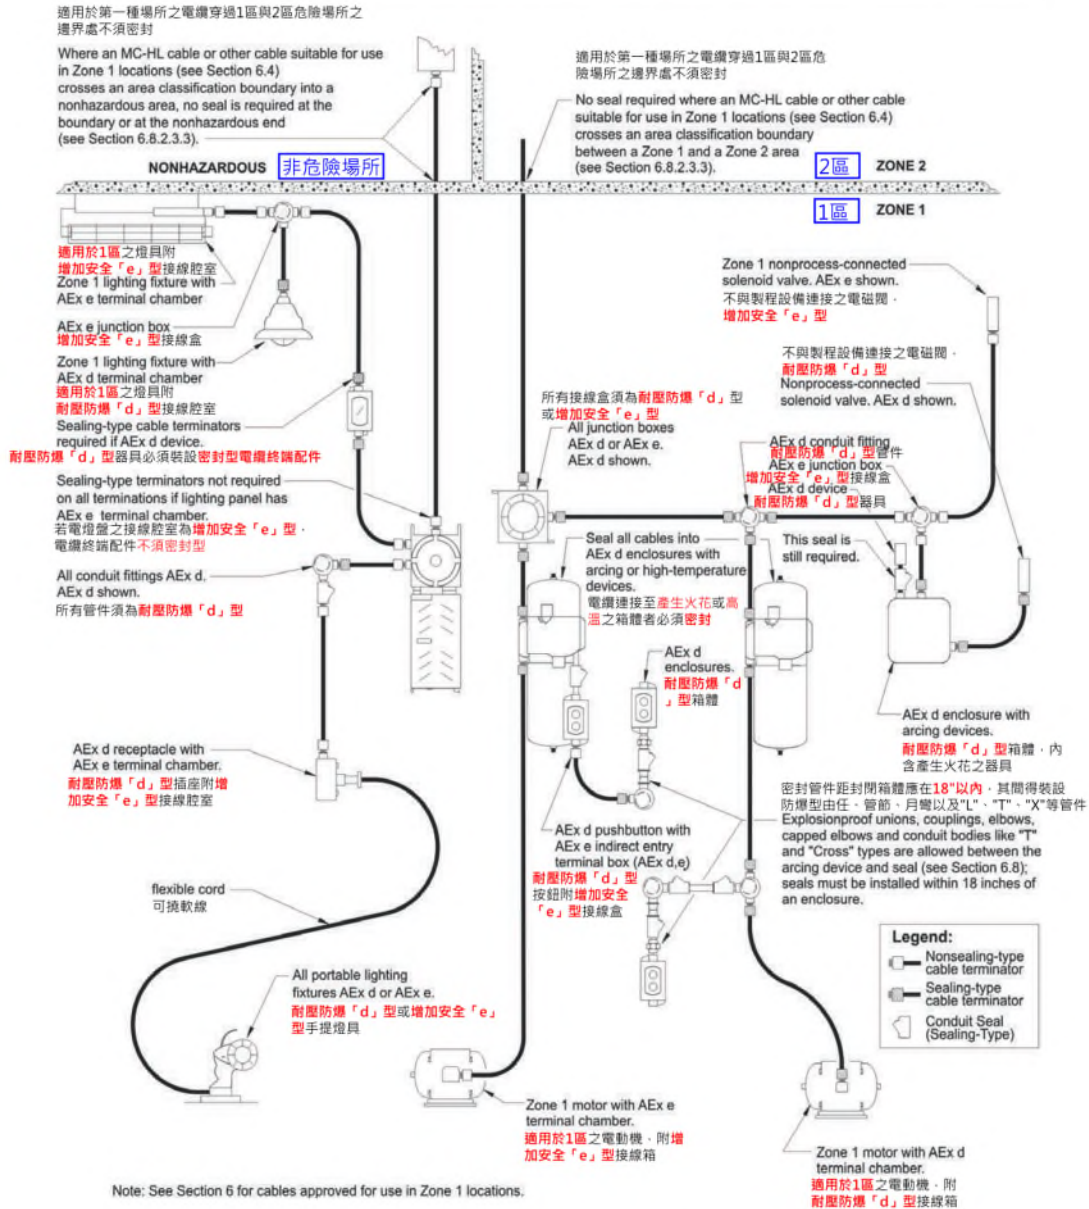 適用於第一種場所之電纜穿過1區與2區危險場所之
邊界處不須密封
Where an MC-HL cable or other cable suitable for use
in Zone 1 locations (see Section 6.4)
crosses an area classification boundary into a
nonhazardous area, no seal is required at the
boundary or at the nonhazardous end
(see Section 6.8.2.3.3).
適用於第一種場所之電纜穿過1區與2區危
險場所之邊界處不須密封
No seal required where an MC-HL cable or other cable
suitable for use in Zone 1 locations (see Section 6.4)
crosses an area classification boundary
between a Zone 1 and a Zone 2 area
(see Section 6.8.2.3.3).
NONHAZARDOUS 非危險場所
2區 ZONE 2
1區 ZONE 1
適用於1區之燈具附
增加安全「e」型接線腔室
Zone 1 lighting fixture with
AEx e terminal chamber
AEx e junction box
增加安全「e」型接線盒
Zone 1 lighting fixture with
AEx d terminal chamber
適用於1區之燈具附
耐壓防爆「d」型接線腔室
Sealing-type cable terminators
required if AEx d device.
耐壓防爆「d」型器具必須裝設密封型電纜終端配件
Sealing-type terminators not required
on all terminations if lighting panel has
AEx e terminal chamber.
若電燈盤之接線腔室為增加安全「e」型，
電纜終端配件不須密封型
All conduit fittings AEx d.
AEx d shown.
所有管件須為耐壓防爆「d」型
Zone 1 nonprocess-connected
solenoid valve. AEx e shown.
不與製程設備連接之電磁閥，
增加安全「e」型
不與製程設備連接之電磁閥，
耐壓防爆「d」型
Nonprocess-connected
solenoid valve. AEx d shown.
所有接線盒須為耐壓防爆「d」型
或增加安全「e」型
All junction boxes
AEx d or AEx e.
AEx d shown.
AEx d conduit fitting
耐壓防爆「d」型管件
AEx e junction box
增加安全「e」型接線盒
AEx d device
耐壓防爆「d」型器具
This seal is
still required.
Seal all cables into
AEx d enclosures with
arcing or high-temperature
devices.
電纜連接至產生火花或高
溫之箱體者必須密封
AEx d
enclosures.
耐壓防爆「d
」型箱體
AEx d enclosure with
arcing devices.
耐壓防爆「d」型箱體，內
含產生火花之器具
AEx d receptacle with
AEx e terminal chamber.
耐壓防爆「d」型插座附增
加安全「e」型接線腔室
密封管件距封閉箱體應在18"以內，其間得裝設
防爆型由任、管節、月彎以及"L"、"T"、"X"等管件
Explosionproof unions, couplings, elbows,
capped elbows and conduit bodies like "T"
and "Cross" types are allowed between the
arcing device and seal (see Section 6.8);
seals must be installed within 18 inches of
an enclosure.
AEx d pushbutton with
AEx e indirect entry
terminal box (AEx d,e)
耐壓防爆「d」型
按鈕附增加安全
「e」型接線盒
flexible cord
可撓軟線
All portable lighting
fixtures AEx d or AEx e.
耐壓防爆「d」型或增加安全「e」
型手提燈具
Legend:
Nonsealing-type
cable terminator
Sealing-type
cable terminator
Conduit Seal
(Sealing-Type)
Zone 1 motor with AEx e
terminal chamber.
適用於1區之電動機，附增
加安全「e」型接線箱
Zone 1 motor with AEx d
terminal chamber.
適用於1區之電動機，附
耐壓防爆「d」型接線箱
Note: See Section 6 for cables approved for use in Zone 1 locations.